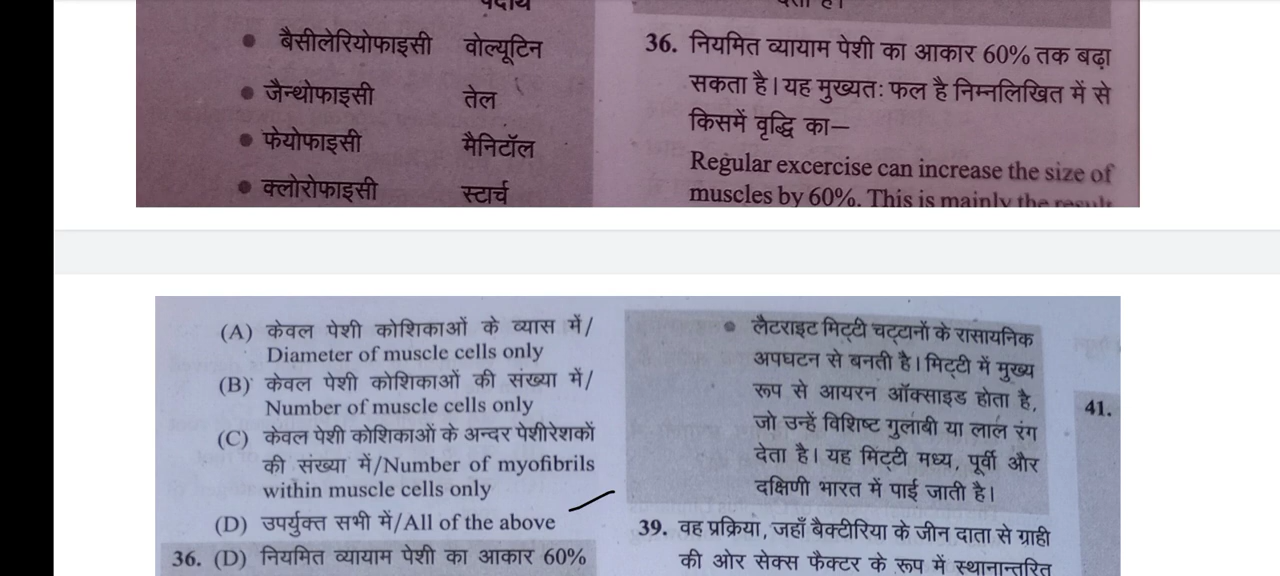 पदार्थ
• बैसीलेरियोफाइसी वोल्यूटिन
• जैन्थोफाइसी तेल
• फेयोफाइसी मैनिटॉल
• क्लोरोफाइसी स्टार्च
36. नियमित व्यायाम पेशी का आकार 60% तक बढ़ा
सकता है। यह मुख्यतः फल है निम्नलिखित में से
किसमें वृद्धि का–
Regular excercise can increase the size of
muscles by 60%. This is mainly the result
(A) केवल पेशी कोशिकाओं के व्यास में/
Diameter of muscle cells only
(B) केवल पेशी कोशिकाओं की संख्या में/
Number of muscle cells only
(C) केवल पेशी कोशिकाओं के अन्दर पेशीरेशकों
की संख्या में/Number of myofibrils
within muscle cells only
(D) उपर्युक्त सभी में/All of the above
36. (D) नियमित व्यायाम पेशी का आकार 60%
• लैटराइट मिट्टी चट्टानों के रासायनिक
अपघटन से बनती है। मिट्टी में मुख्य
रूप से आयरन ऑक्साइड होता है,
जो उन्हें विशिष्ट गुलाबी या लाल रंग
देता है। यह मिट्टी मध्य, पूर्वी और
दक्षिणी भारत में पाई जाती है।
39. वह प्रक्रिया, जहाँ बैक्टीरिया के जीन दाता से ग्राही
की ओर सेक्स फैक्टर के रूप में स्थानान्तरित
41.